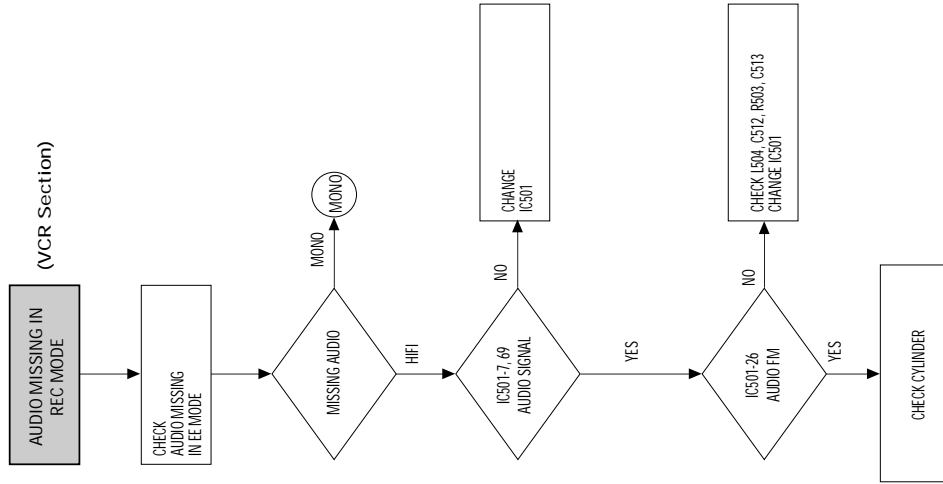 AUDIO MISSING IN
REC MODE
(VCR Section)
CHECK
AUDIO MISSING
IN EE MODE
MISSING AUDIO
MONO
MONO
HIFI
IC501-7, 69
AUDIO SIGNAL
NO
CHANGE
IC501
YES
IC501-26
AUDIO FM
NO
CHECK L504, C512, R503, C513
CHANGE IC501
YES
CHECK CYLINDER